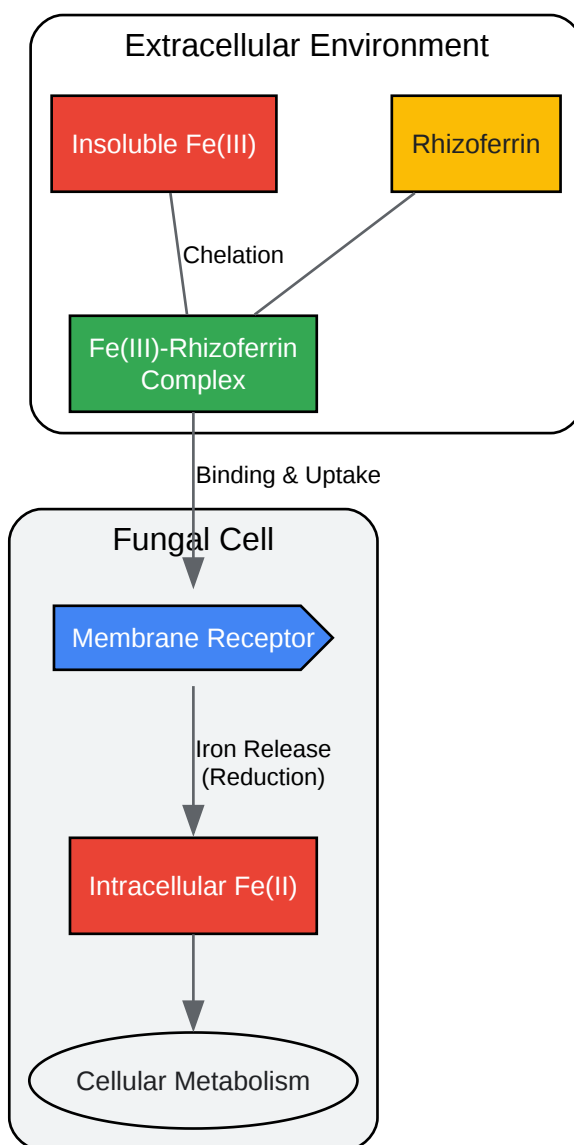 Extracellular Environment
Insoluble Fe(III)
Rhizoferrin
Chelation
Fe(III)-Rhizoferrin
Complex
Binding & Uptake
Fungal Cell
Membrane Receptor
Iron Release
(Reduction)
Intracellular Fe(II)
Cellular Metabolism